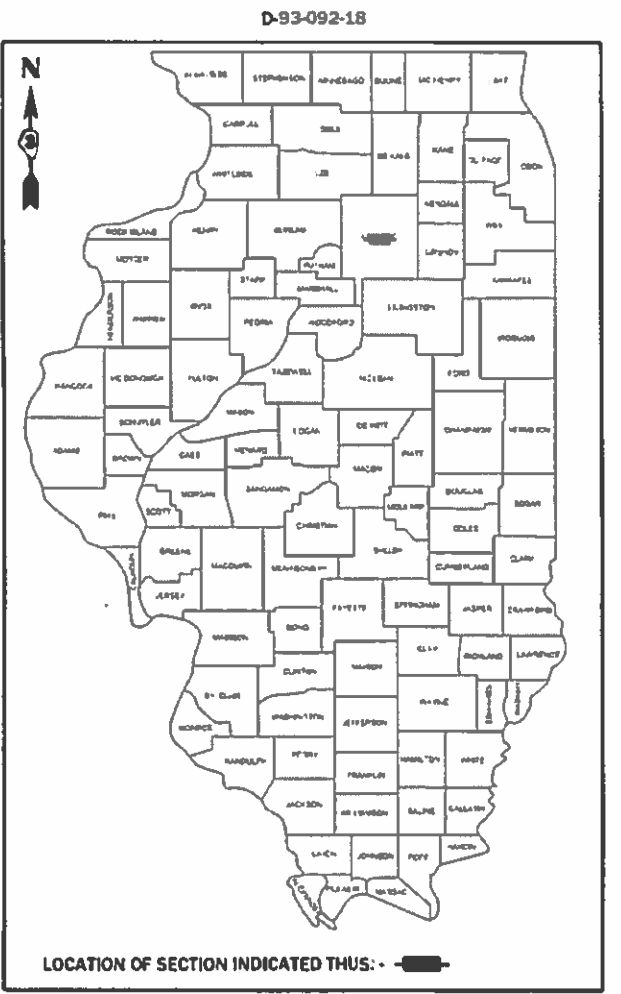 D-93-092-18
N
STEPHENSON
WINNEBAGO
BOONE
MC HENRY
CARROLL
KANE
DU PAGE
COOK
WHITESIDE
LEE
KENDALL
ROCK ISLAND
HENRY
BUREAU
MERCER
PUTNAM
STARK
MARSHALL
HENDERSON
WARREN
KNOX
PEORIA
WOODFORD
LIVINGSTON
IROQUOIS
HANCOCK
MC DONOUGH
FULTON
TAZEWELL
MC LEAN
FORD
MASON
SCHUYLER
LOGAN
DE WITT
CHAMPAIGN
VERMILION
ADAMS
BROWN
CASS
MENARD
MACON
PIATT
PIKE
SCOTT
MORGAN
SANGAMON
CHRISTIAN
MOULTRIE
DOUGLAS
EDGAR
COLES
SHELBY
GREENE
MACOUPIN
MONTGOMERY
CUMBERLAND
CLARK
CALHOUN
JERSEY
FAYETTE
EFFINGHAM
JASPER
CRAWFORD
MADISON
BOND
CLAY
RICHLAND
LAWRENCE
CLINTON
MARION
ST CLAIR
WAYNE
EDWARDS
WABASH
WASHINGTON
JEFFERSON
MONROE
RANDOLPH
PERRY
HAMILTON
WHITE
FRANKLIN
JACKSON
WILLIAMSON
SALINE
GALLATIN
UNION
JOHNSON
POPE
HARDIN
PULASKI
MASSAC
LOCATION OF SECTION INDICATED THUS: -